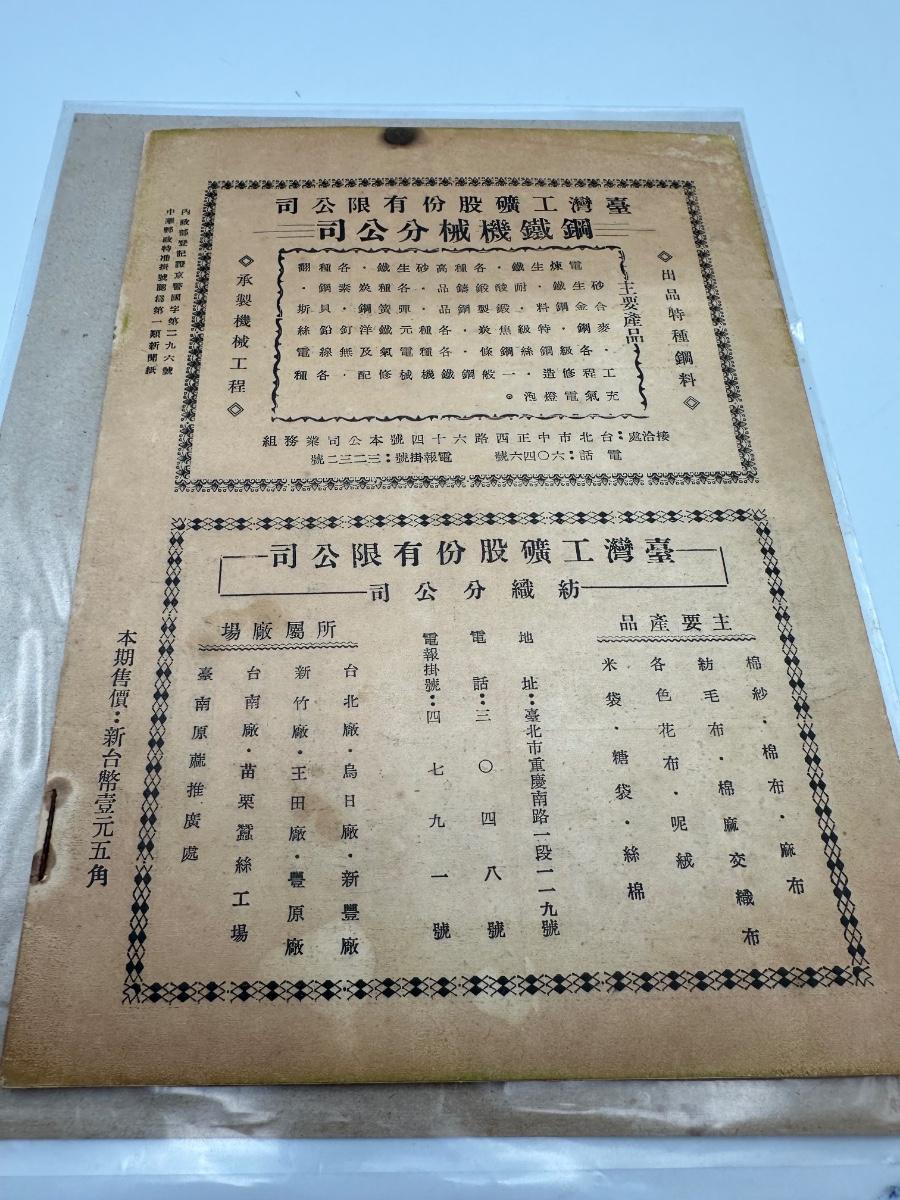 臺灣工礦股份有限公司
鋼鐵機械分公司
◇出品特種鋼料◇
主要產品
電煉生鐵・各種高砂生鐵・各種翻
砂生鐵・耐酸鍛鑄品・各種炭素鋼・
合金鋼料・鍛製鋼品・彈簧鋼・貝斯
麥鋼・特級焦炭・各種元鐵洋釘鉛絲
・各級鋼絲鋼條・各種電氣及無線電
工程修造・一般鋼鐵機械修配・各種
充氣電燈泡。
◇承製機械工程◇
接洽處：台北市中正西路六十四號本公司業務組
電話：六〇四六號 電報掛號：三二三二號
內政部登記證京警國字第二九六號
中華郵政特准掛號認為第一類新聞紙
臺灣工礦股份有限公司
紡織分公司
主要產品
棉紗・棉布・麻布
紡毛布・棉麻交織布
各色花布・呢絨
米袋・糖袋・絲棉
地址：臺北市重慶南路一段一一九號
電話：三〇四八號
電報掛號：四七九一號
所屬廠場
台北廠・烏日廠・新豐廠
新竹廠・王田廠・豐原廠
台南廠・苗栗蠶絲工場
臺南原蔴推廣處
本期售價：新台幣壹元五角